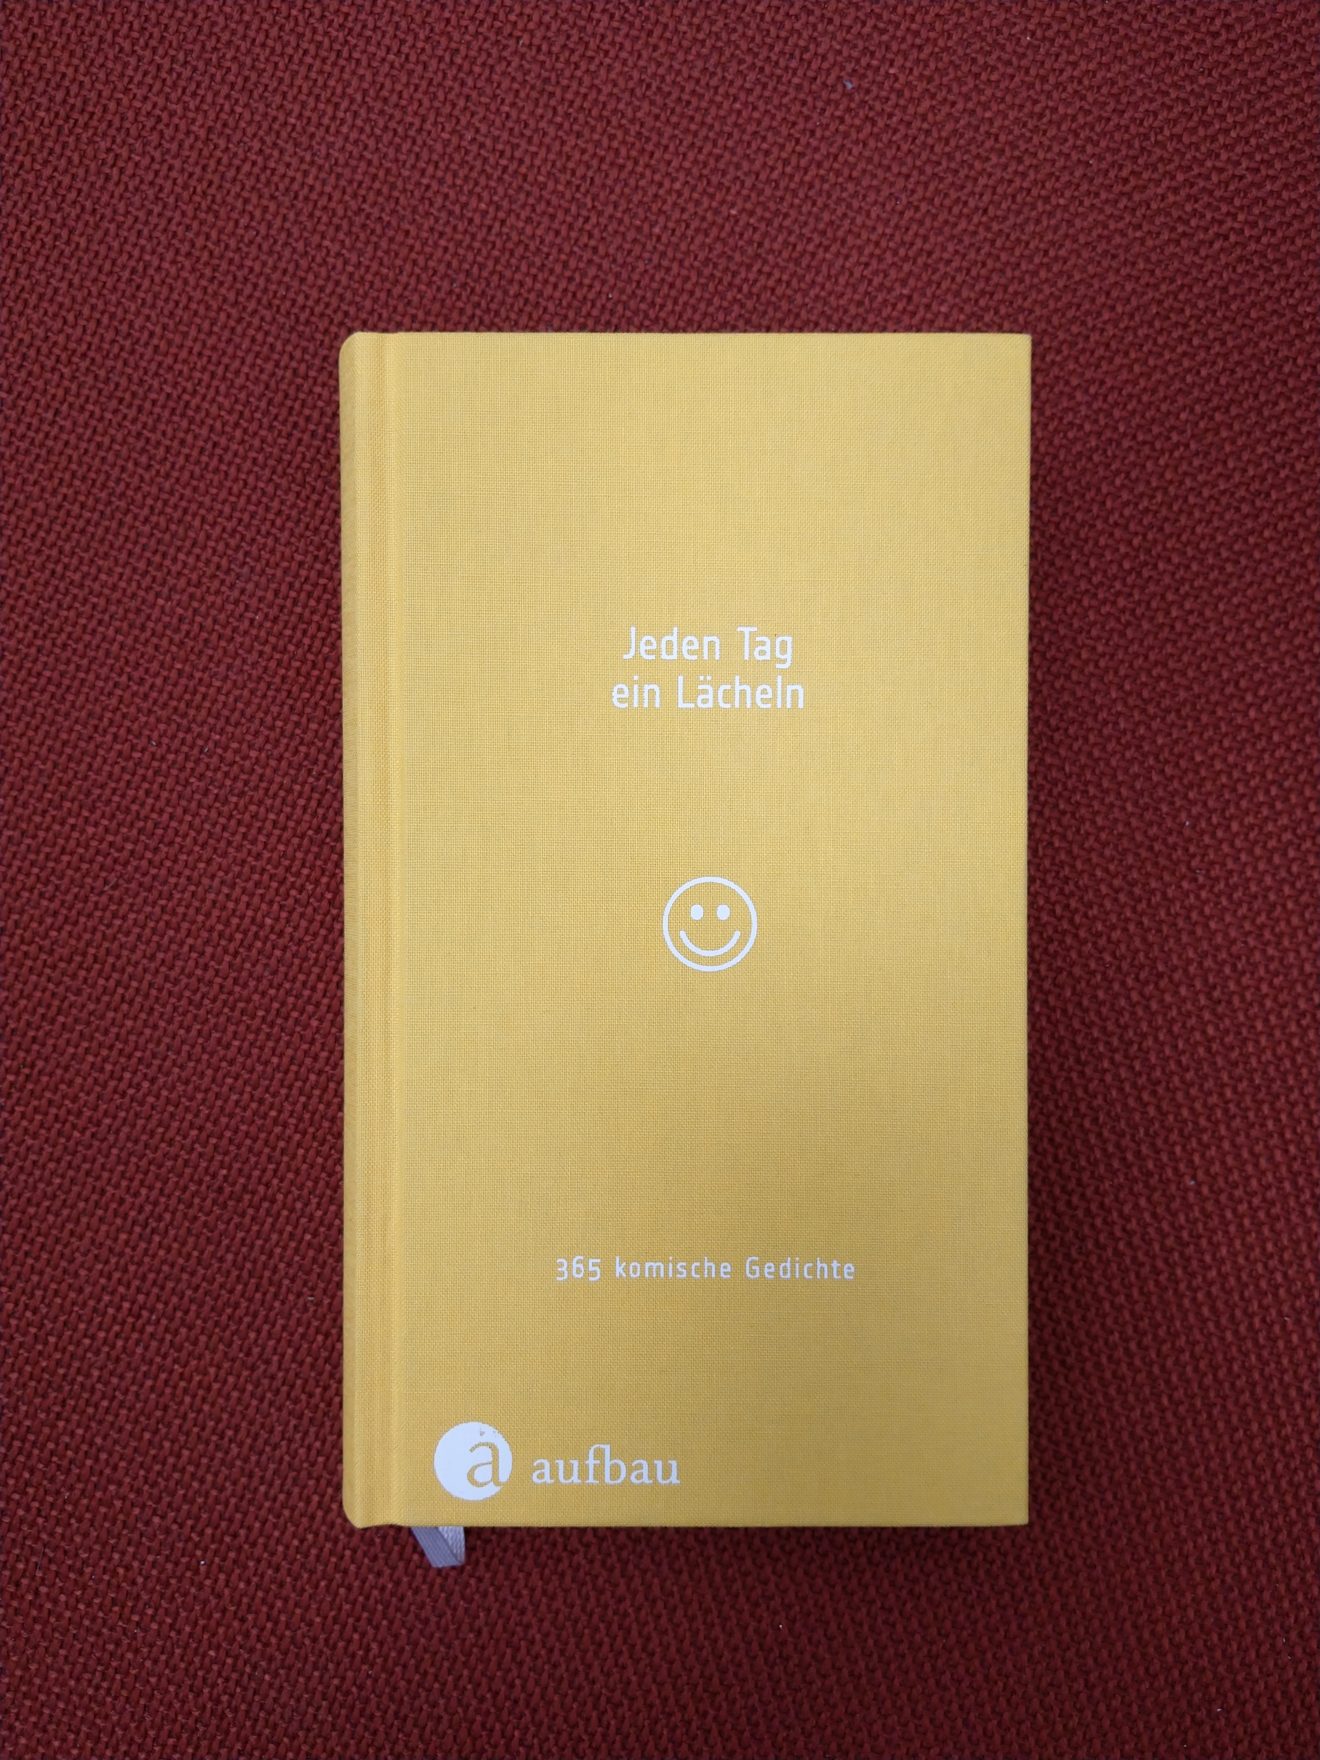 Jeden Tag
ein Lächeln
365 komische Gedichte
a aufbau